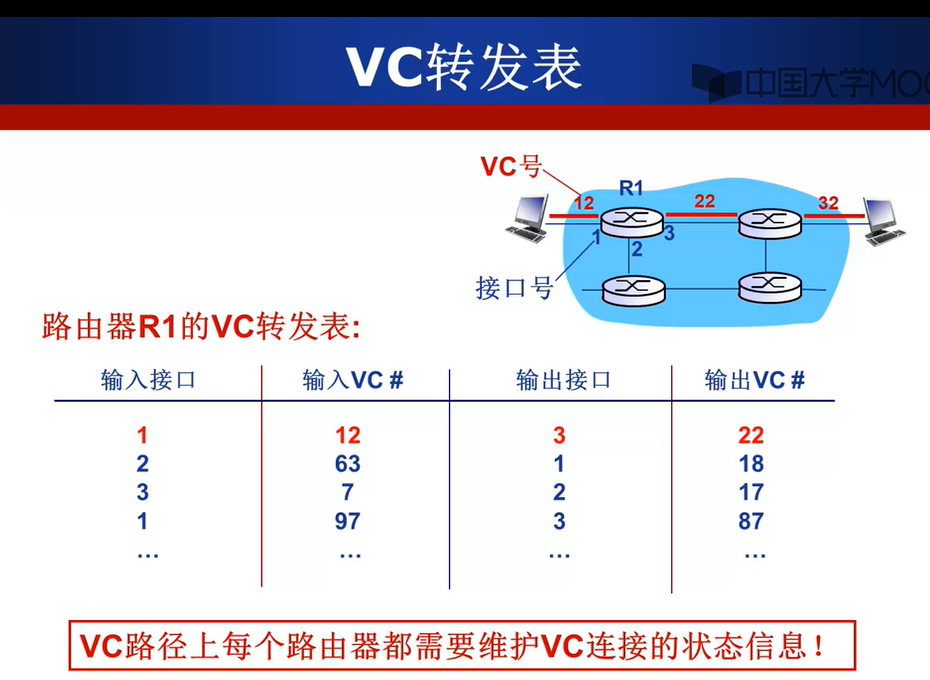 VC转发表
中国大学MOO
VC号
R1
12
22
32
1
3
2
接口号
路由器R1的VC转发表:
输入接口 输入VC # 输出接口 输出VC #
1 12 3 22
2 63 1 18
3 7 2 17
1 97 3 87
... ... ... ...
VC路径上每个路由器都需要维护VC连接的状态信息！